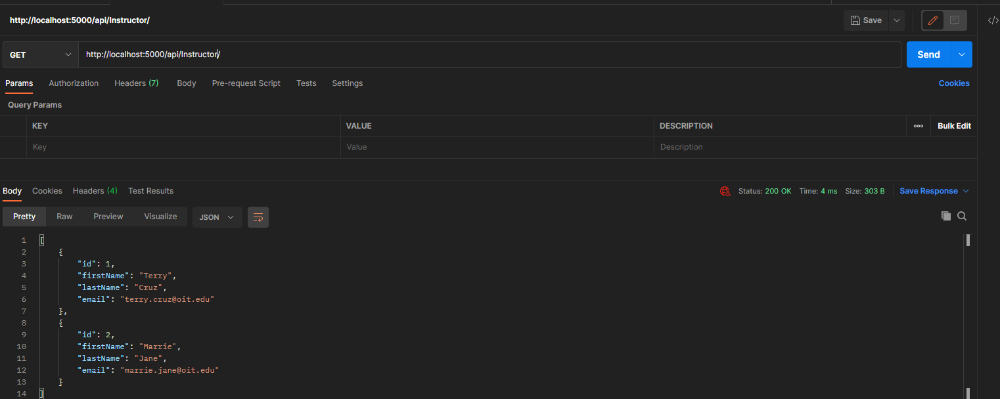 http://localhost:5000/api/Instructor/
Save
GET
http://localhost:5000/api/Instructor/
Send
Params Authorization Headers (7) Body Pre-request Script Tests Settings Cookies
Query Params
KEY VALUE DESCRIPTION ooo Bulk Edit
Key Value Description
Body Cookies Headers (4) Test Results Status: 200 OK Time: 4 ms Size: 303 B Save Response
Pretty Raw Preview Visualize JSON
1 [
2 {
3 "id": 1,
4 "firstName": "Terry",
5 "lastName": "Cruz",
6 "email": "terry.cruz@oit.edu"
7 },
8 {
9 "id": 2,
10 "firstName": "Marrie",
11 "lastName": "Jane",
12 "email": "marrie.jane@oit.edu"
13 }
14 ]